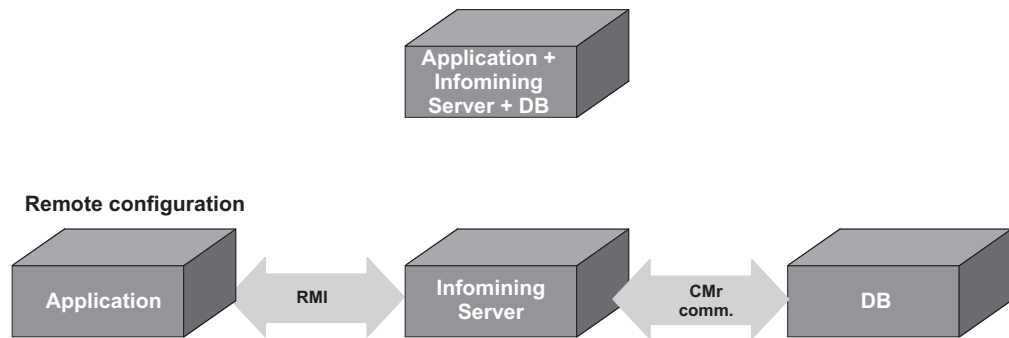 Application +
Infomining
Server + DB
Remote configuration
Application
RMI
Infomining
Server
CMr
comm.
DB